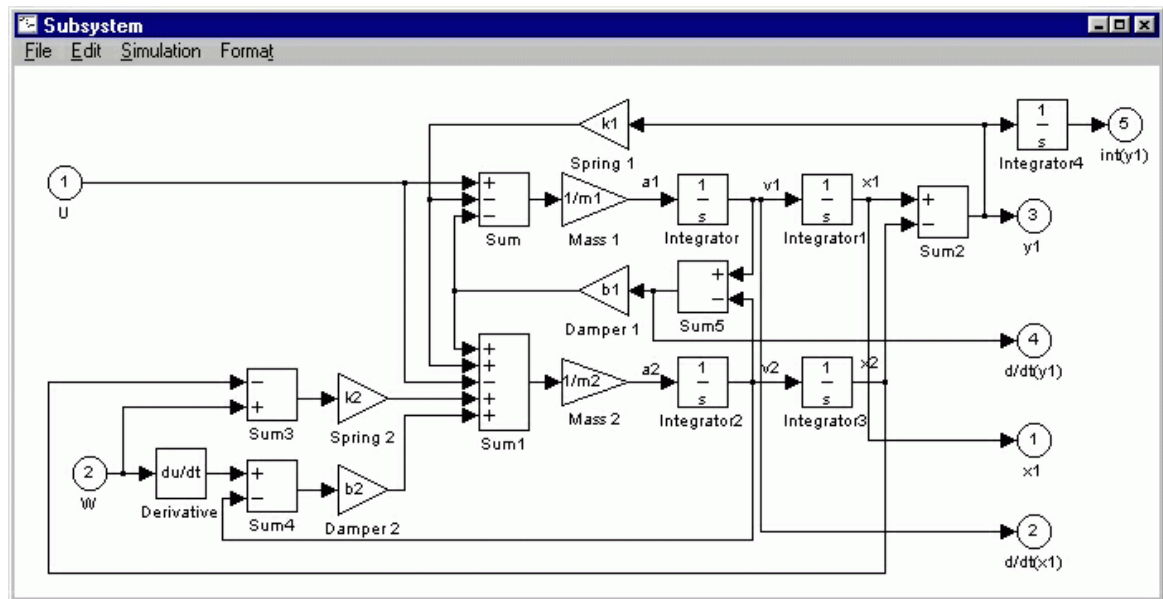 Subsystem
File Edit Simulation Format
k1
Spring 1
1
s
Integrator4
5
int(y1)
1
U
+
−
−
Sum
1/m1
Mass 1
a1
1
s
Integrator
v1
1
s
Integrator1
x1
+
−
Sum2
3
y1
b1
Damper 1
+
−
Sum5
4
d/dt(y1)
+
+
−
+
+
Sum1
1/m2
Mass 2
a2
1
s
Integrator2
v2
1
s
Integrator3
x2
−
+
Sum3
k2
Spring 2
1
x1
2
W
du/dt
Derivative
+
−
Sum4
b2
Damper 2
2
d/dt(x1)